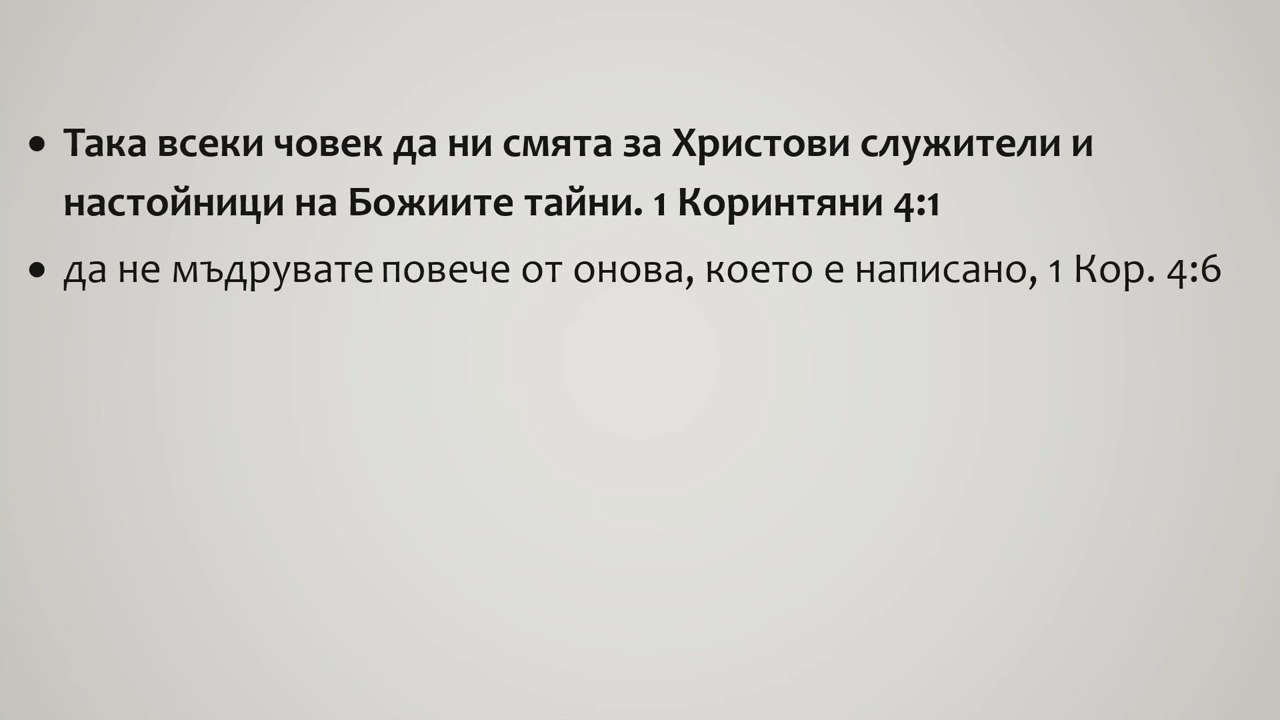 • Така всеки човек да ни смята за Христови служители и
настойници на Божиите тайни. 1 Коринтяни 4:1
• да не мъдрувате повече от онова, което е написано, 1 Кор. 4:6